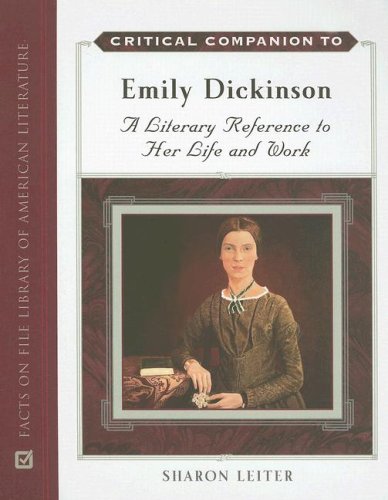 CRITICAL COMPANION TO
Emily Dickinson
A Literary Reference to
Her Life and Work
SHARON LEITER
FACTS ON FILE LIBRARY OF AMERICAN LITERATURE